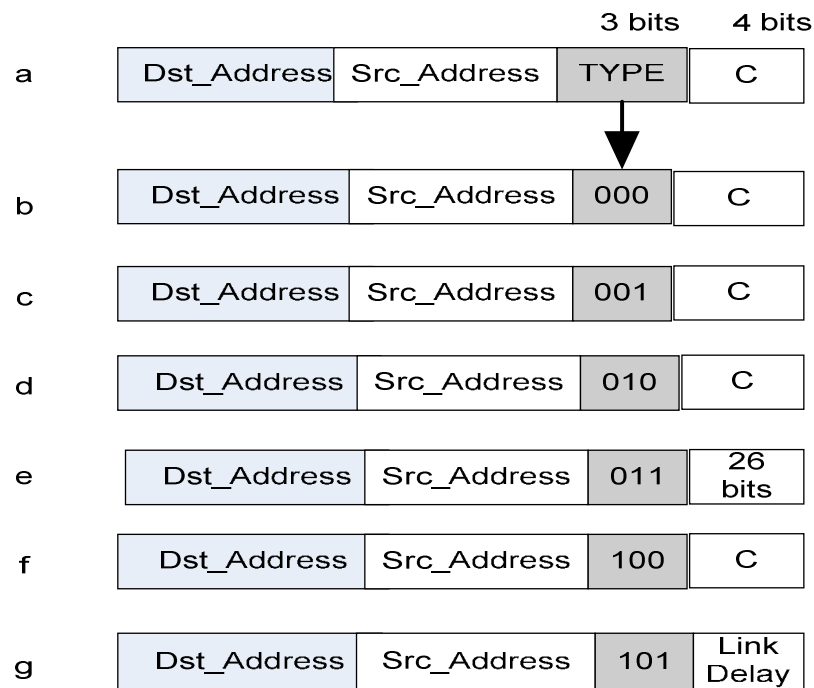 3 bits 4 bits
a Dst_Address Src_Address TYPE C
b Dst_Address Src_Address 000 C
c Dst_Address Src_Address 001 C
d Dst_Address Src_Address 010 C
e Dst_Address Src_Address 011 26
bits
f Dst_Address Src_Address 100 C
g Dst_Address Src_Address 101 Link
Delay